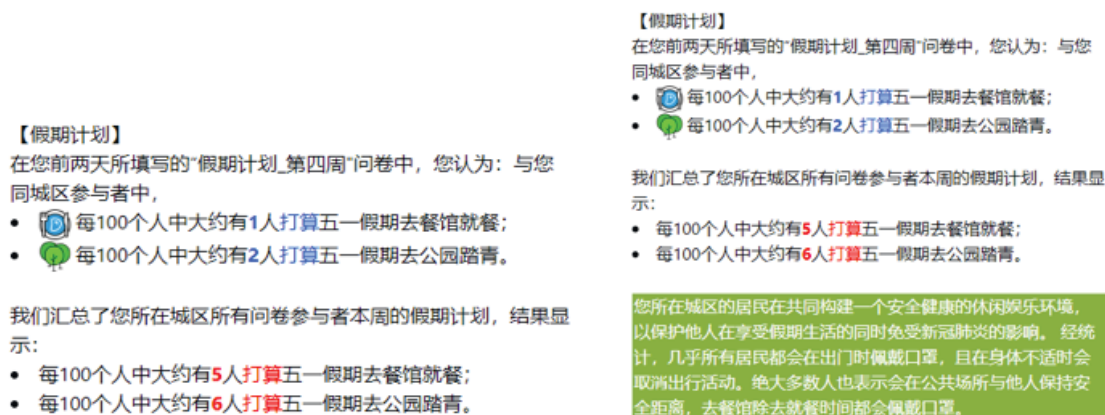 【假期计划】
在您前两天所填写的“假期计划_第四周”问卷中，您认为：与您
同城区参与者中，
• 每100个人中大约有1人打算五一假期去餐馆就餐；
• 每100个人中大约有2人打算五一假期去公园踏青。
我们汇总了您所在城区所有问卷参与者本周的假期计划，结果显
示：
• 每100个人中大约有5人打算五一假期去餐馆就餐；
• 每100个人中大约有6人打算五一假期去公园踏青。
【假期计划】
在您前两天所填写的“假期计划_第四周”问卷中，您认为：与您
同城区参与者中，
• 每100个人中大约有1人打算五一假期去餐馆就餐；
• 每100个人中大约有2人打算五一假期去公园踏青。
我们汇总了您所在城区所有问卷参与者本周的假期计划，结果显
示：
• 每100个人中大约有5人打算五一假期去餐馆就餐；
• 每100个人中大约有6人打算五一假期去公园踏青。
您所在城区的居民在共同构建一个安全健康的休闲娱乐环境，
以保护他人在享受假期生活的同时免受新冠肺炎的影响。 经统
计，几乎所有居民都会在出门时佩戴口罩，且在身体不适时会
取消出行活动。绝大多数人也表示会在公共场所与他人保持安
全距离，去餐馆除去就餐时间都会佩戴口罩。